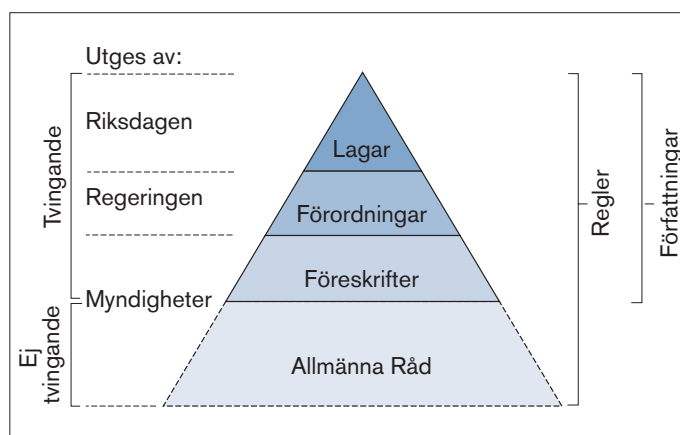 Utges av:
Tvingande
Riksdagen
Regeringen
Myndigheter
Ej
tvingande
Lagar
Förordningar
Föreskrifter
Allmänna Råd
Regler
Författningar